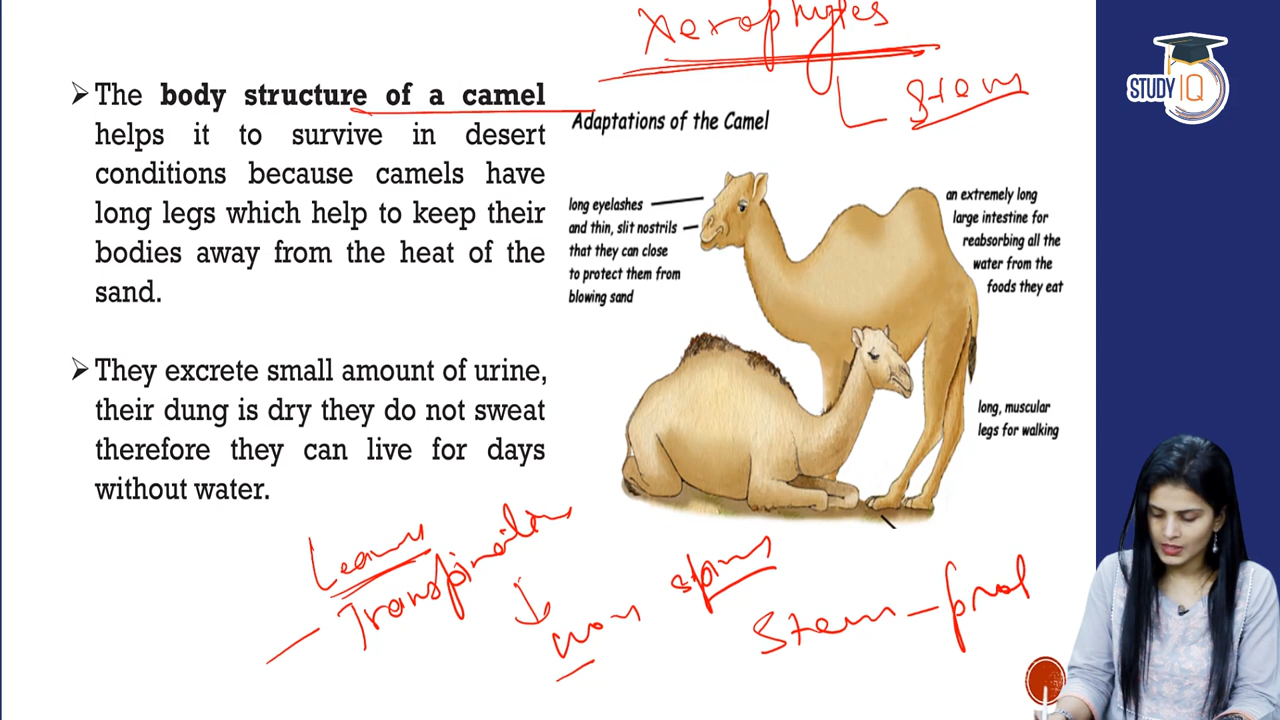 Xerophytes
Stem
STUDY IQ
➢ The body structure of a camel
helps it to survive in desert
conditions because camels have
long legs which help to keep their
bodies away from the heat of the
sand.
➢ They excrete small amount of urine,
their dung is dry they do not sweat
therefore they can live for days
without water.
Adaptations of the Camel
long eyelashes
and thin, slit nostrils
that they can close
to protect them from
blowing sand
an extremely long
large intestine for
reabsorbing all the
water from the
foods they eat
long, muscular
legs for walking
Leaves
- Transpiration
spines
Stem - food